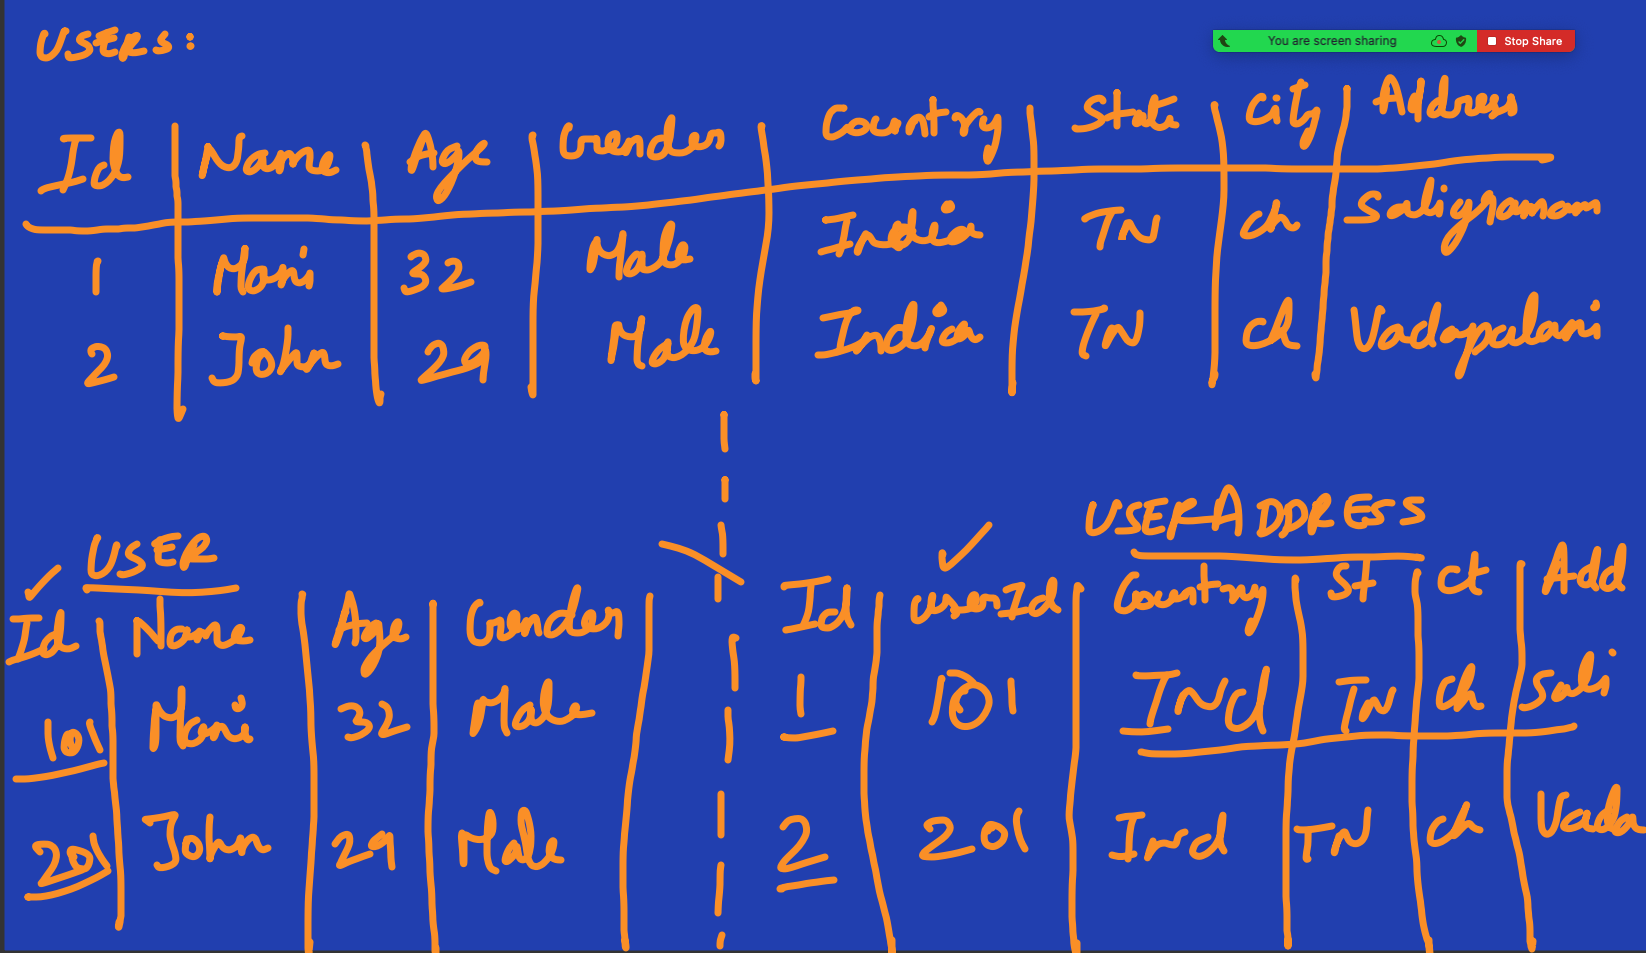 USERS:
You are screen sharing Stop Share
Id Name Age Gender Country State City Address
1 Mani 32 Male India TN ch Saligramam
2 John 29 Male India TN ch Vadapalani
USER
USERADDRESS
Id Name Age Gender
101 Mani 32 Male
201 John 29 Male
Id userId Country St ct Add
1 101 INd TN ch Sali
2 201 Ind TN ch Vada